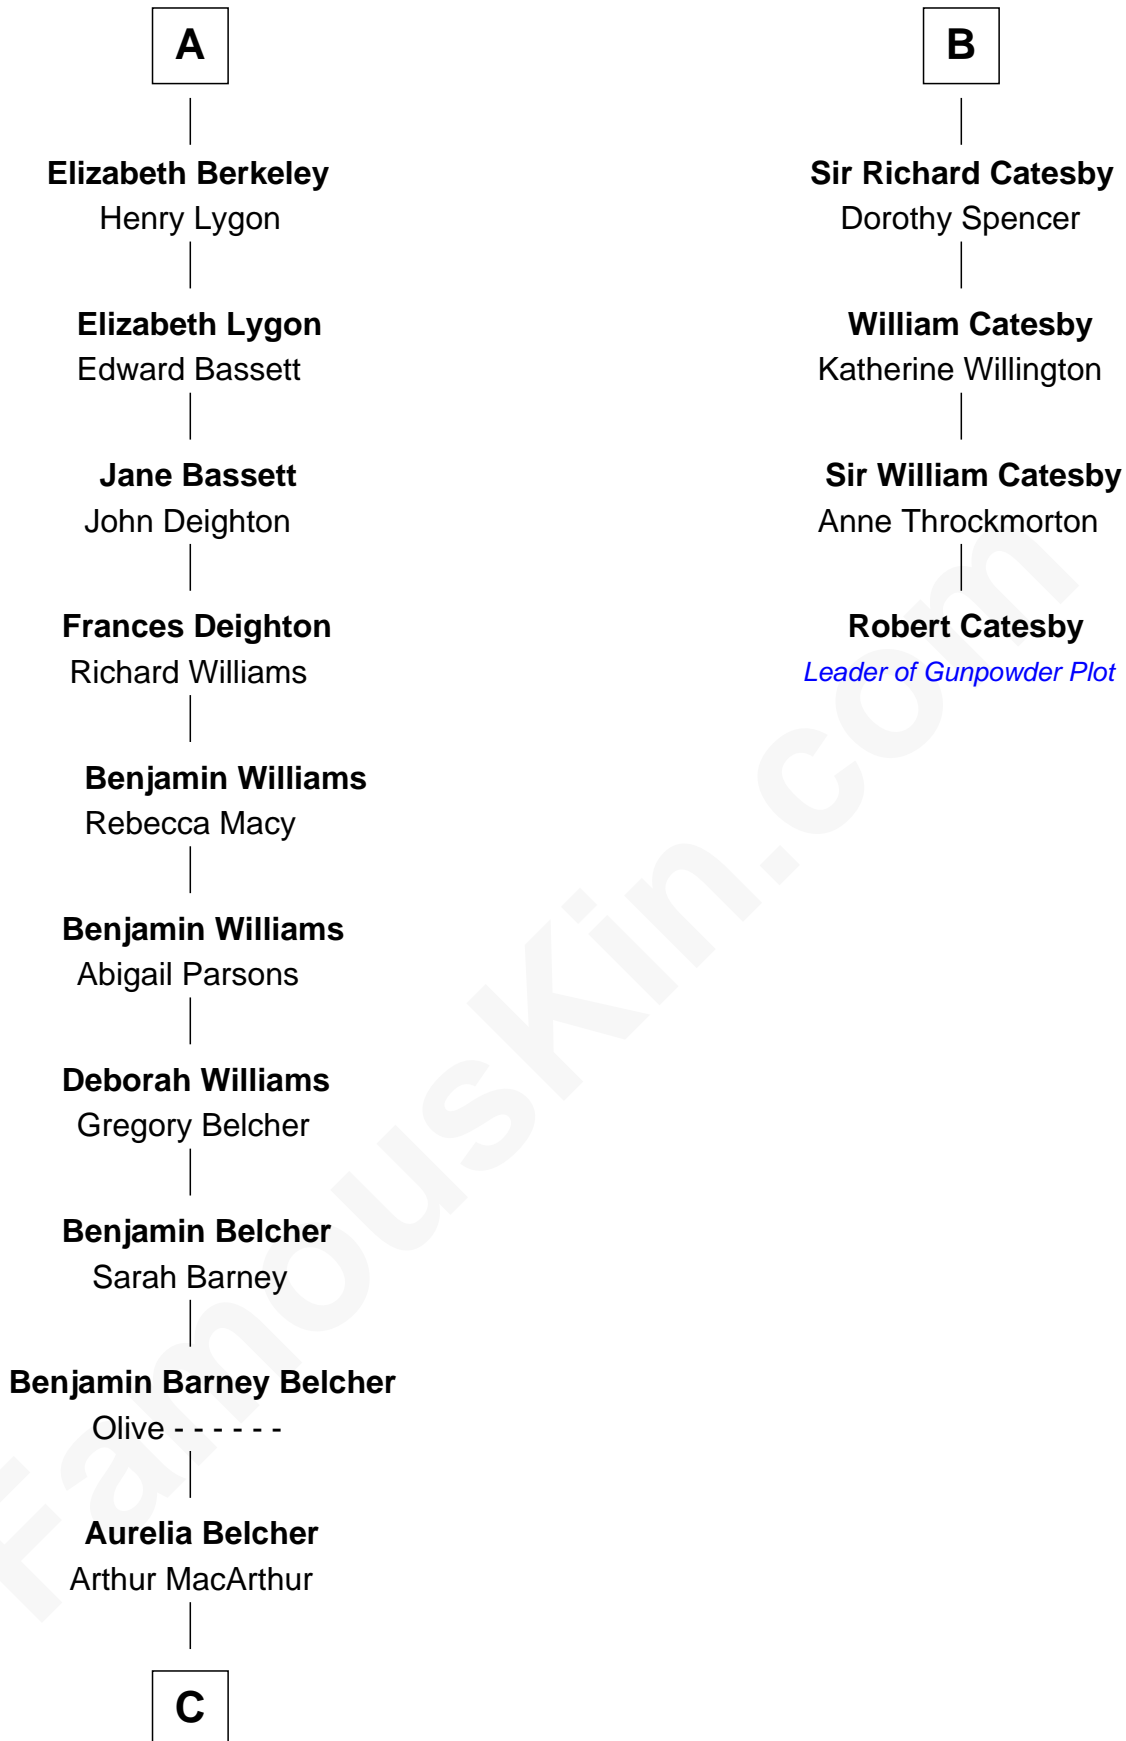 A
Elizabeth Berkeley
Henry Lygon
Elizabeth Lygon
Edward Bassett
Jane Bassett
John Deighton
Frances Deighton
Richard Williams
Benjamin Williams
Rebecca Macy
Benjamin Williams
Abigail Parsons
Deborah Williams
Gregory Belcher
Benjamin Belcher
Sarah Barney
Benjamin Barney Belcher
Olive - - - - - -
Aurelia Belcher
Arthur MacArthur
C
B
Sir Richard Catesby
Dorothy Spencer
William Catesby
Katherine Willington
Sir William Catesby
Anne Throckmorton
Robert Catesby
Leader of Gunpowder Plot
FamousKin.com